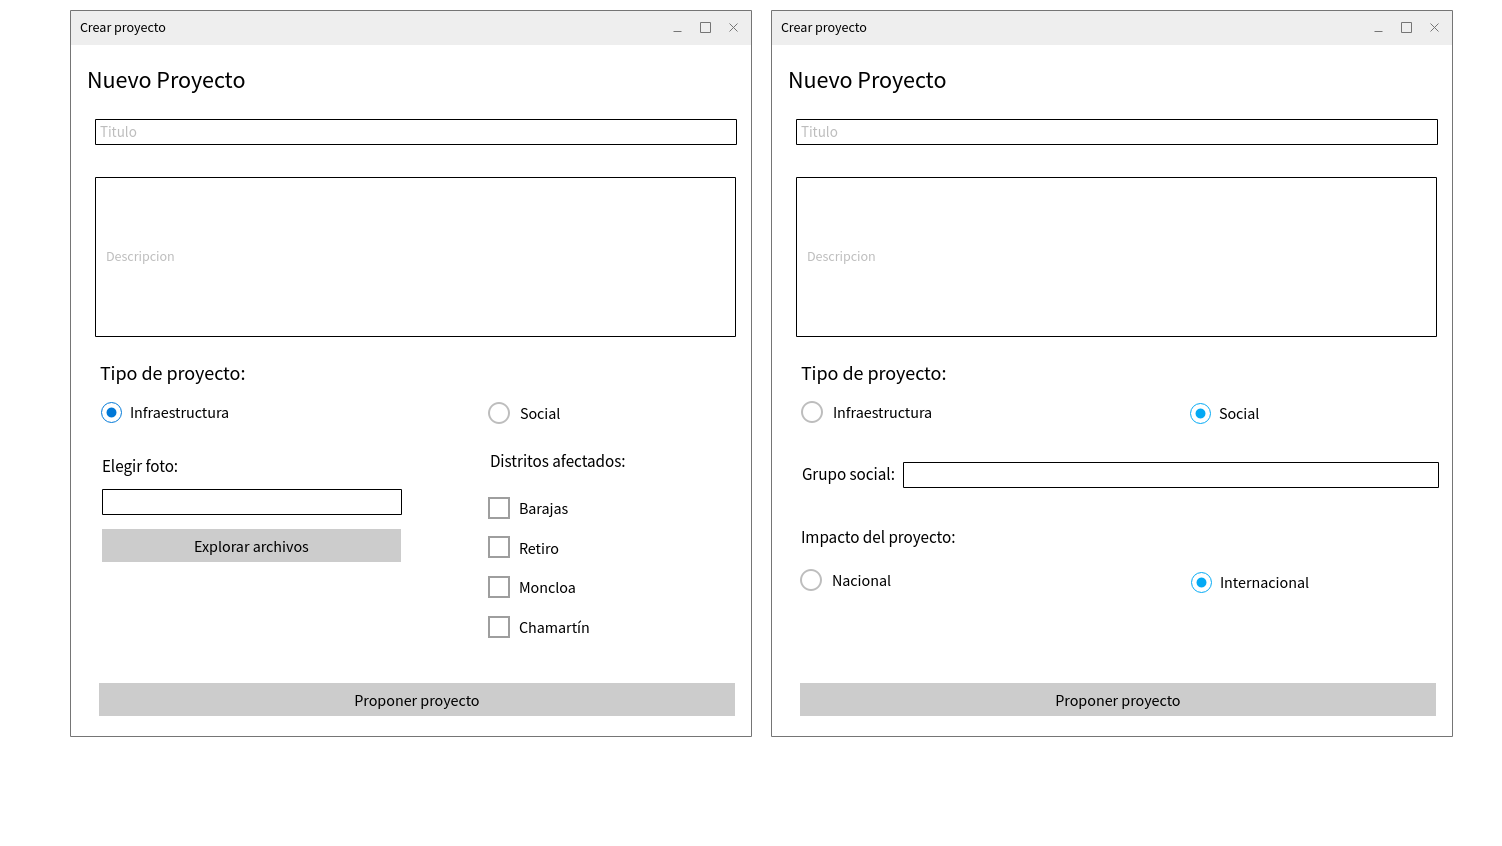 Crear proyecto
Nuevo Proyecto
Titulo
Descripcion
Tipo de proyecto:
Infraestructura
Social
Elegir foto:
Explorar archivos
Distritos afectados:
Barajas
Retiro
Moncloa
Chamartín
Proponer proyecto
Crear proyecto
Nuevo Proyecto
Titulo
Descripcion
Tipo de proyecto:
Infraestructura
Social
Grupo social:
Impacto del proyecto:
Nacional
Internacional
Proponer proyecto